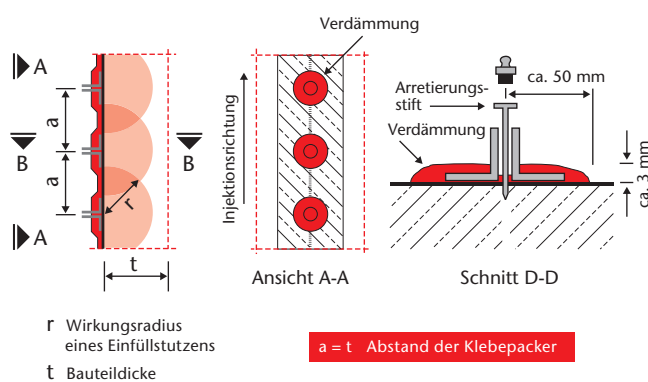 A
a
B
a
A
B
r
t
Injektionsrichtung
Verdämmung
Ansicht A-A
Arretierungs-
stift
Verdämmung
ca. 50 mm
ca. 3 mm
Schnitt D-D
r Wirkungsradius
eines Einfüllstutzens
t Bauteildicke
a = t Abstand der Klebepacker